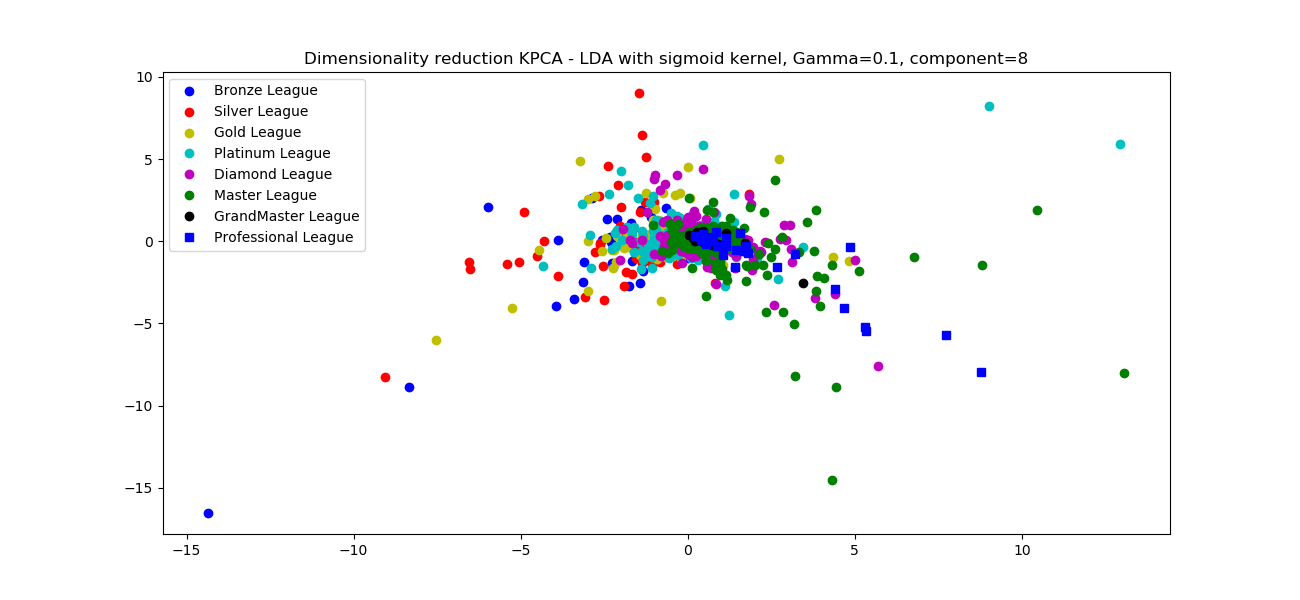 Dimensionality reduction KPCA - LDA with sigmoid kernel, Gamma=0.1, component=8
10
5
0
−5
−10
−15
Bronze League
Silver League
Gold League
Platinum League
Diamond League
Master League
GrandMaster League
Professional League
−15
−10
−5
0
5
10